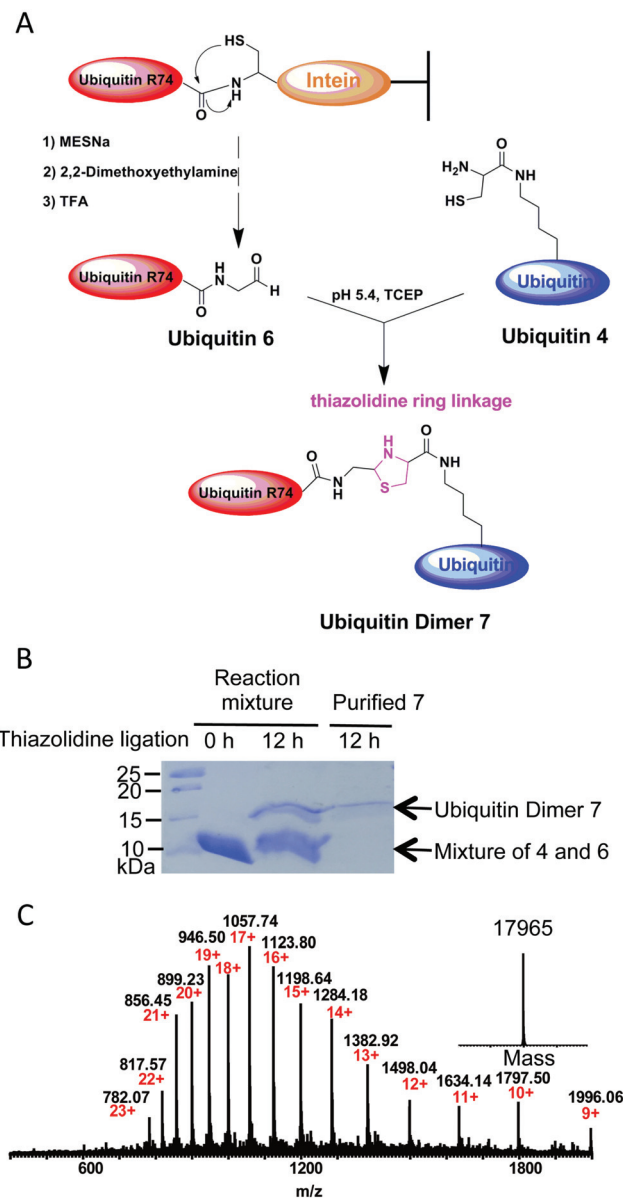 A
HS
Ubiquitin R74
N
H
O
Intein
1) MESNa
2) 2,2-Dimethoxyethylamine
3) TFA
O
H₂N
NH
HS
Ubiquitin R74
H
N
O
O
H
Ubiquitin
pH 5.4, TCEP
Ubiquitin 6
Ubiquitin 4
thiazolidine ring linkage
H
N
O
O
NH
N
H
S
Ubiquitin R74
Ubiquitin
Ubiquitin Dimer 7
B
Reaction
mixture
Purified 7
Thiazolidine ligation 0 h 12 h 12 h
25
20
15
10
kDa
Ubiquitin Dimer 7
Mixture of 4 and 6
C
1057.74
17+
946.50
19+
18+
1123.80
16+
899.23
20+
1198.64
15+
856.45
21+
1284.18
14+
817.57
22+
1382.92
13+
782.07
23+
1498.04
12+
1634.14
11+
1797.50
10+
1996.06
9+
17965
Mass
600 1200 1800
m/z